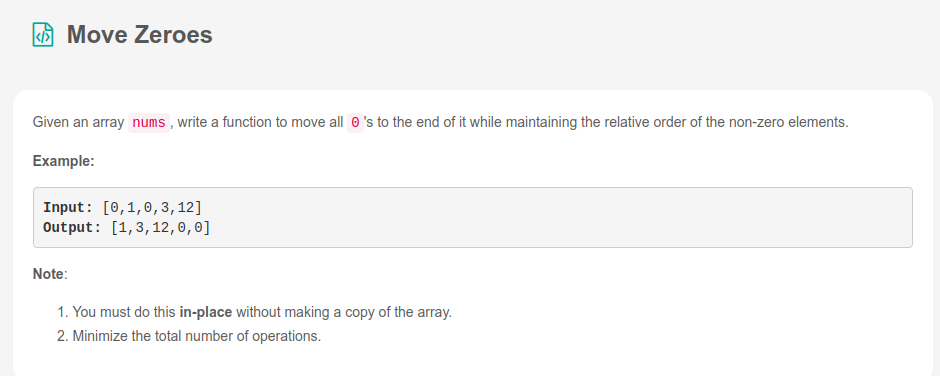 Move Zeroes
Given an array nums , write a function to move all 0 's to the end of it while maintaining the relative order of the non-zero elements.
Example:
Input: [0,1,0,3,12]
Output: [1,3,12,0,0]
Note:
1. You must do this in-place without making a copy of the array.
2. Minimize the total number of operations.